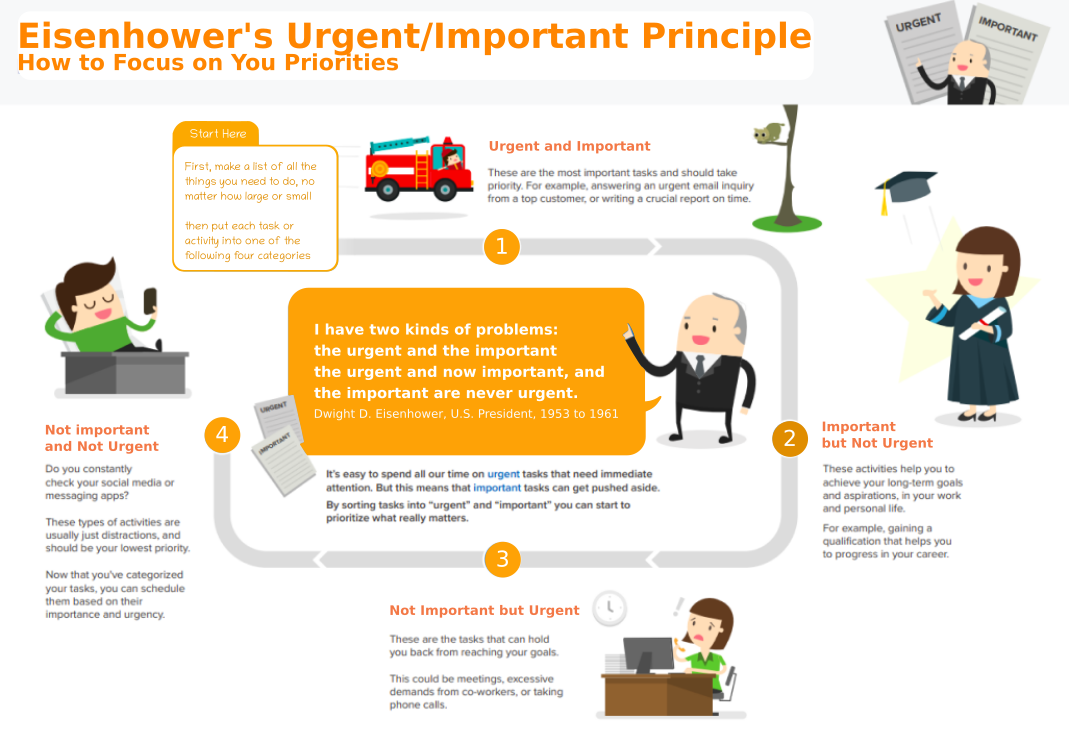 Eisenhower's Urgent/Important Principle
How to Focus on You Priorities
URGENT
IMPORTANT
Start Here
First, make a list of all the
things you need to do, no
matter how large or small
then put each task or
activity into one of the
following four categories
Urgent and Important
These are the most important tasks and should take
priority. For example, answering an urgent email inquiry
from a top customer, or writing a crucial report on time.
1
I have two kinds of problems:
the urgent and the important
the urgent and now important, and
the important are never urgent.
Dwight D. Eisenhower, U.S. President, 1953 to 1961
URGENT
IMPORTANT
It's easy to spend all our time on urgent tasks that need immediate
attention. But this means that important tasks can get pushed aside.
By sorting tasks into “urgent” and “important” you can start to
prioritize what really matters.
2
Important
but Not Urgent
These activities help you to
achieve your long-term goals
and aspirations, in your work
and personal life.
For example, gaining a
qualification that helps you
to progress in your career.
3
Not Important but Urgent
These are the tasks that can hold
you back from reaching your goals.
This could be meetings, excessive
demands from co-workers, or taking
phone calls.
!
4
Not important
and Not Urgent
Do you constantly
check your social media or
messaging apps?
These types of activities are
usually just distractions, and
should be your lowest priority.
Now that you've categorized
your tasks, you can schedule
them based on their
importance and urgency.